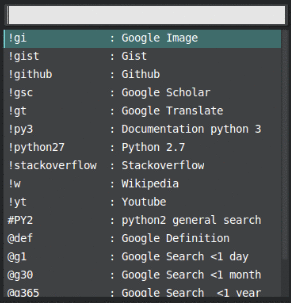 !gi : Google Image
!gist : Gist
!github : Github
!gsc : Google Scholar
!gt : Google Translate
!py3 : Documentation python 3
!python27 : Python 2.7
!stackoverflow : Stackoverflow
!w : Wikipedia
!yt : Youtube
#PY2 : python2 general search
@def : Google Definition
@g1 : Google Search <1 day
@g30 : Google Search <1 month
@g365 : Google Search <1 year